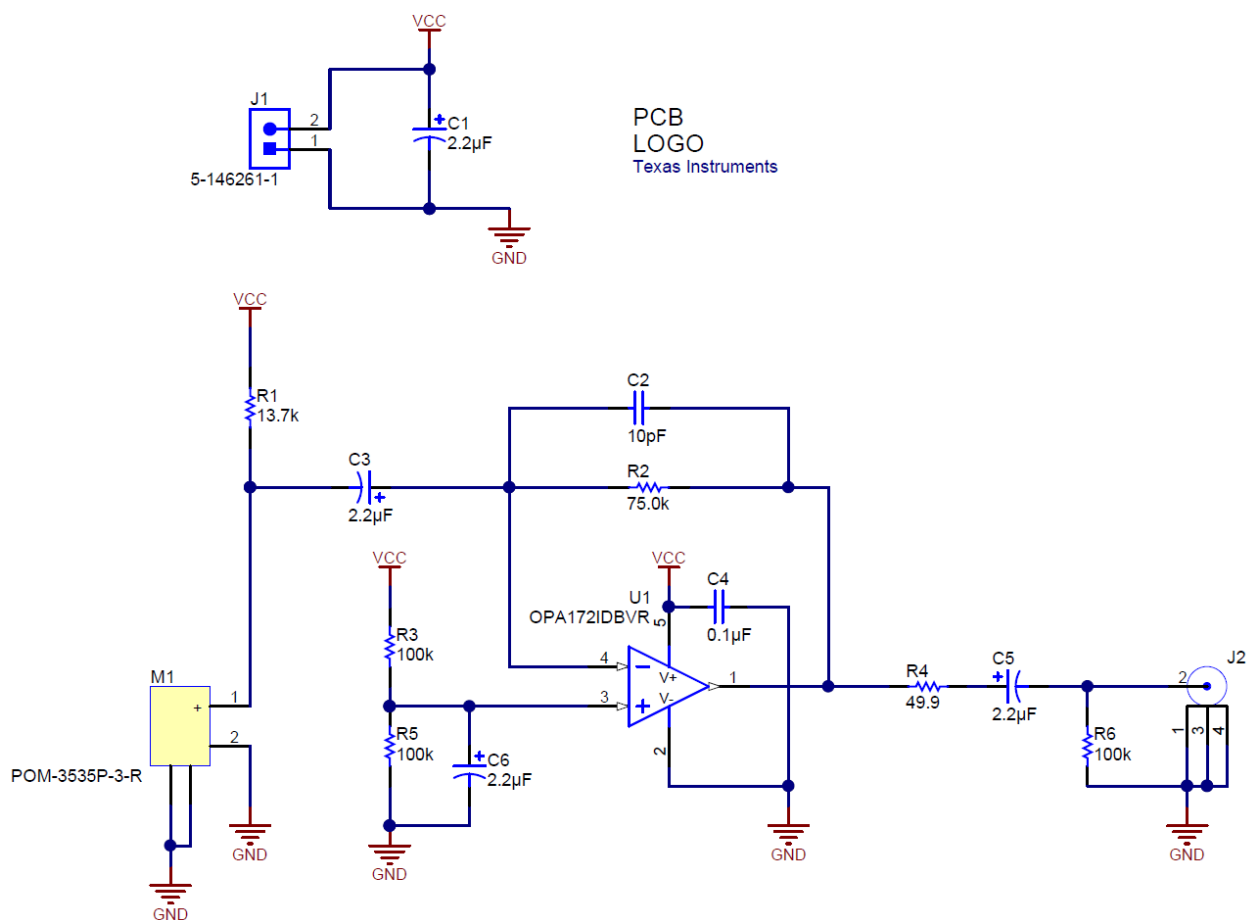 VCC
J1
2
1
5-146261-1
+
C1
2.2µF
GND
PCB
LOGO
Texas Instruments
VCC
R1
13.7k
C3
+
2.2µF
C2
10pF
R2
75.0k
VCC
R3
100k
R5
100k
+
C6
2.2µF
GND
M1
+
1
2
POM-3535P-3-R
GND
GND
VCC
C4
0.1µF
U1
OPA172IDBVR
5
4
3
V+
V-
1
2
GND
R4
49.9
C5
+
2.2µF
R6
100k
J2
2
1
3
4
GND